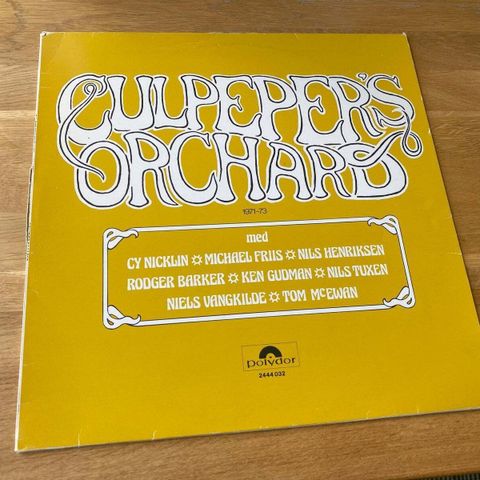 CULPEPER'S
ORCHARD
1971-73
med
CY NICKLIN ☼ MICHAEL FRIIS ☼ NILS HENRIKSEN
RODGER BARKER ☼ KEN GUDMAN ☼ NILS TUXEN
NIELS VANGKILDE ☼ TOM McEWAN
polydor
2444 032